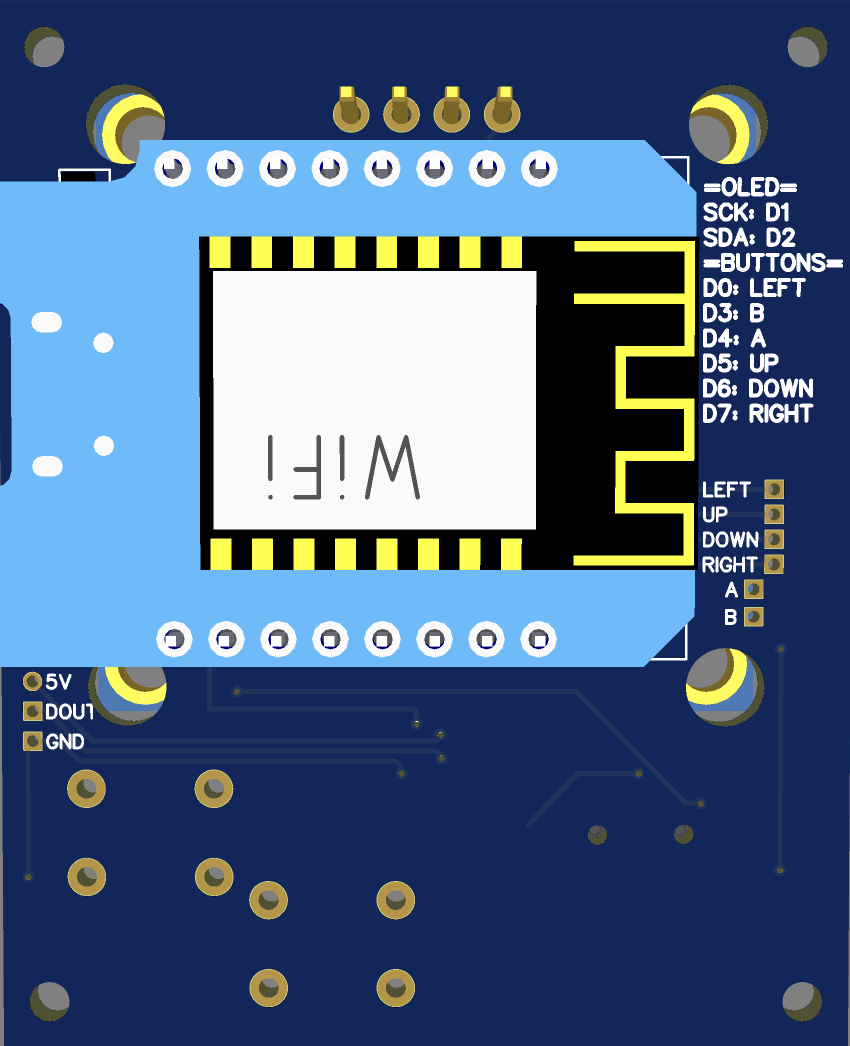 =OLED=
SCK: D1
SDA: D2
=BUTTONS=
D0: LEFT
D3: B
D4: A
D5: UP
D6: DOWN
D7: RIGHT
WiFi
LEFT
UP
DOWN
RIGHT
A
B
5V
DOUT
GND